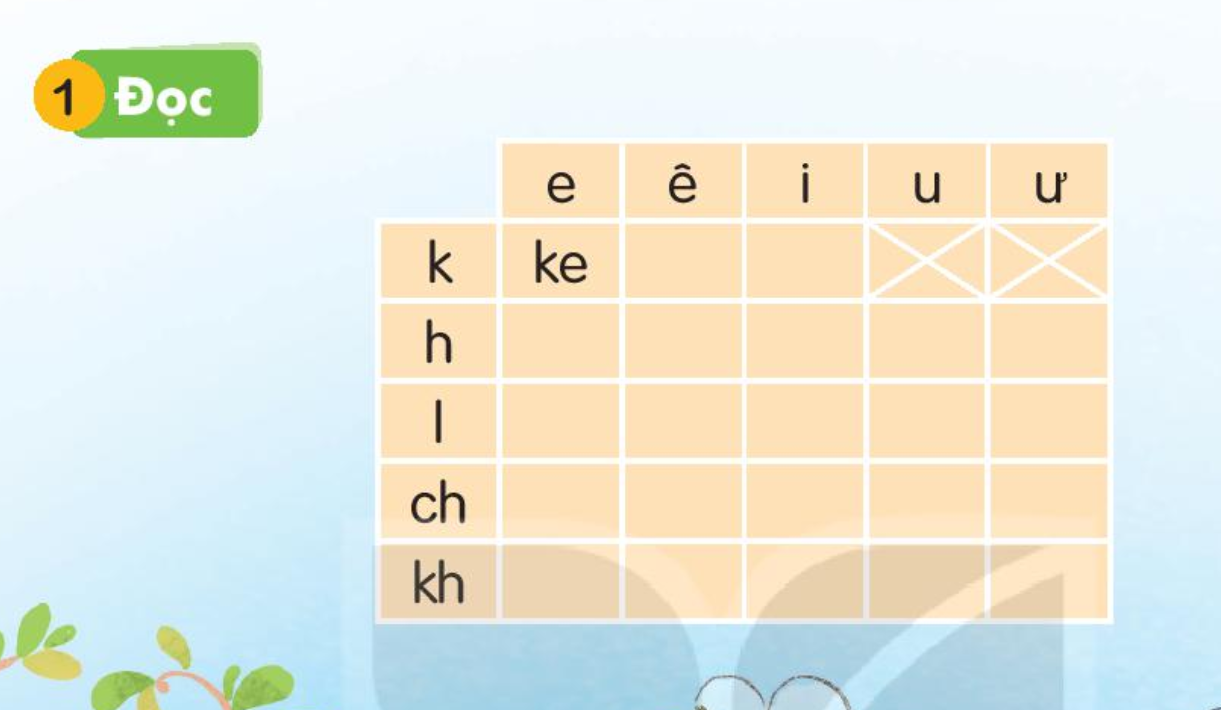 1 Đọc
e ê i u ư
k ke
h
l
ch
kh